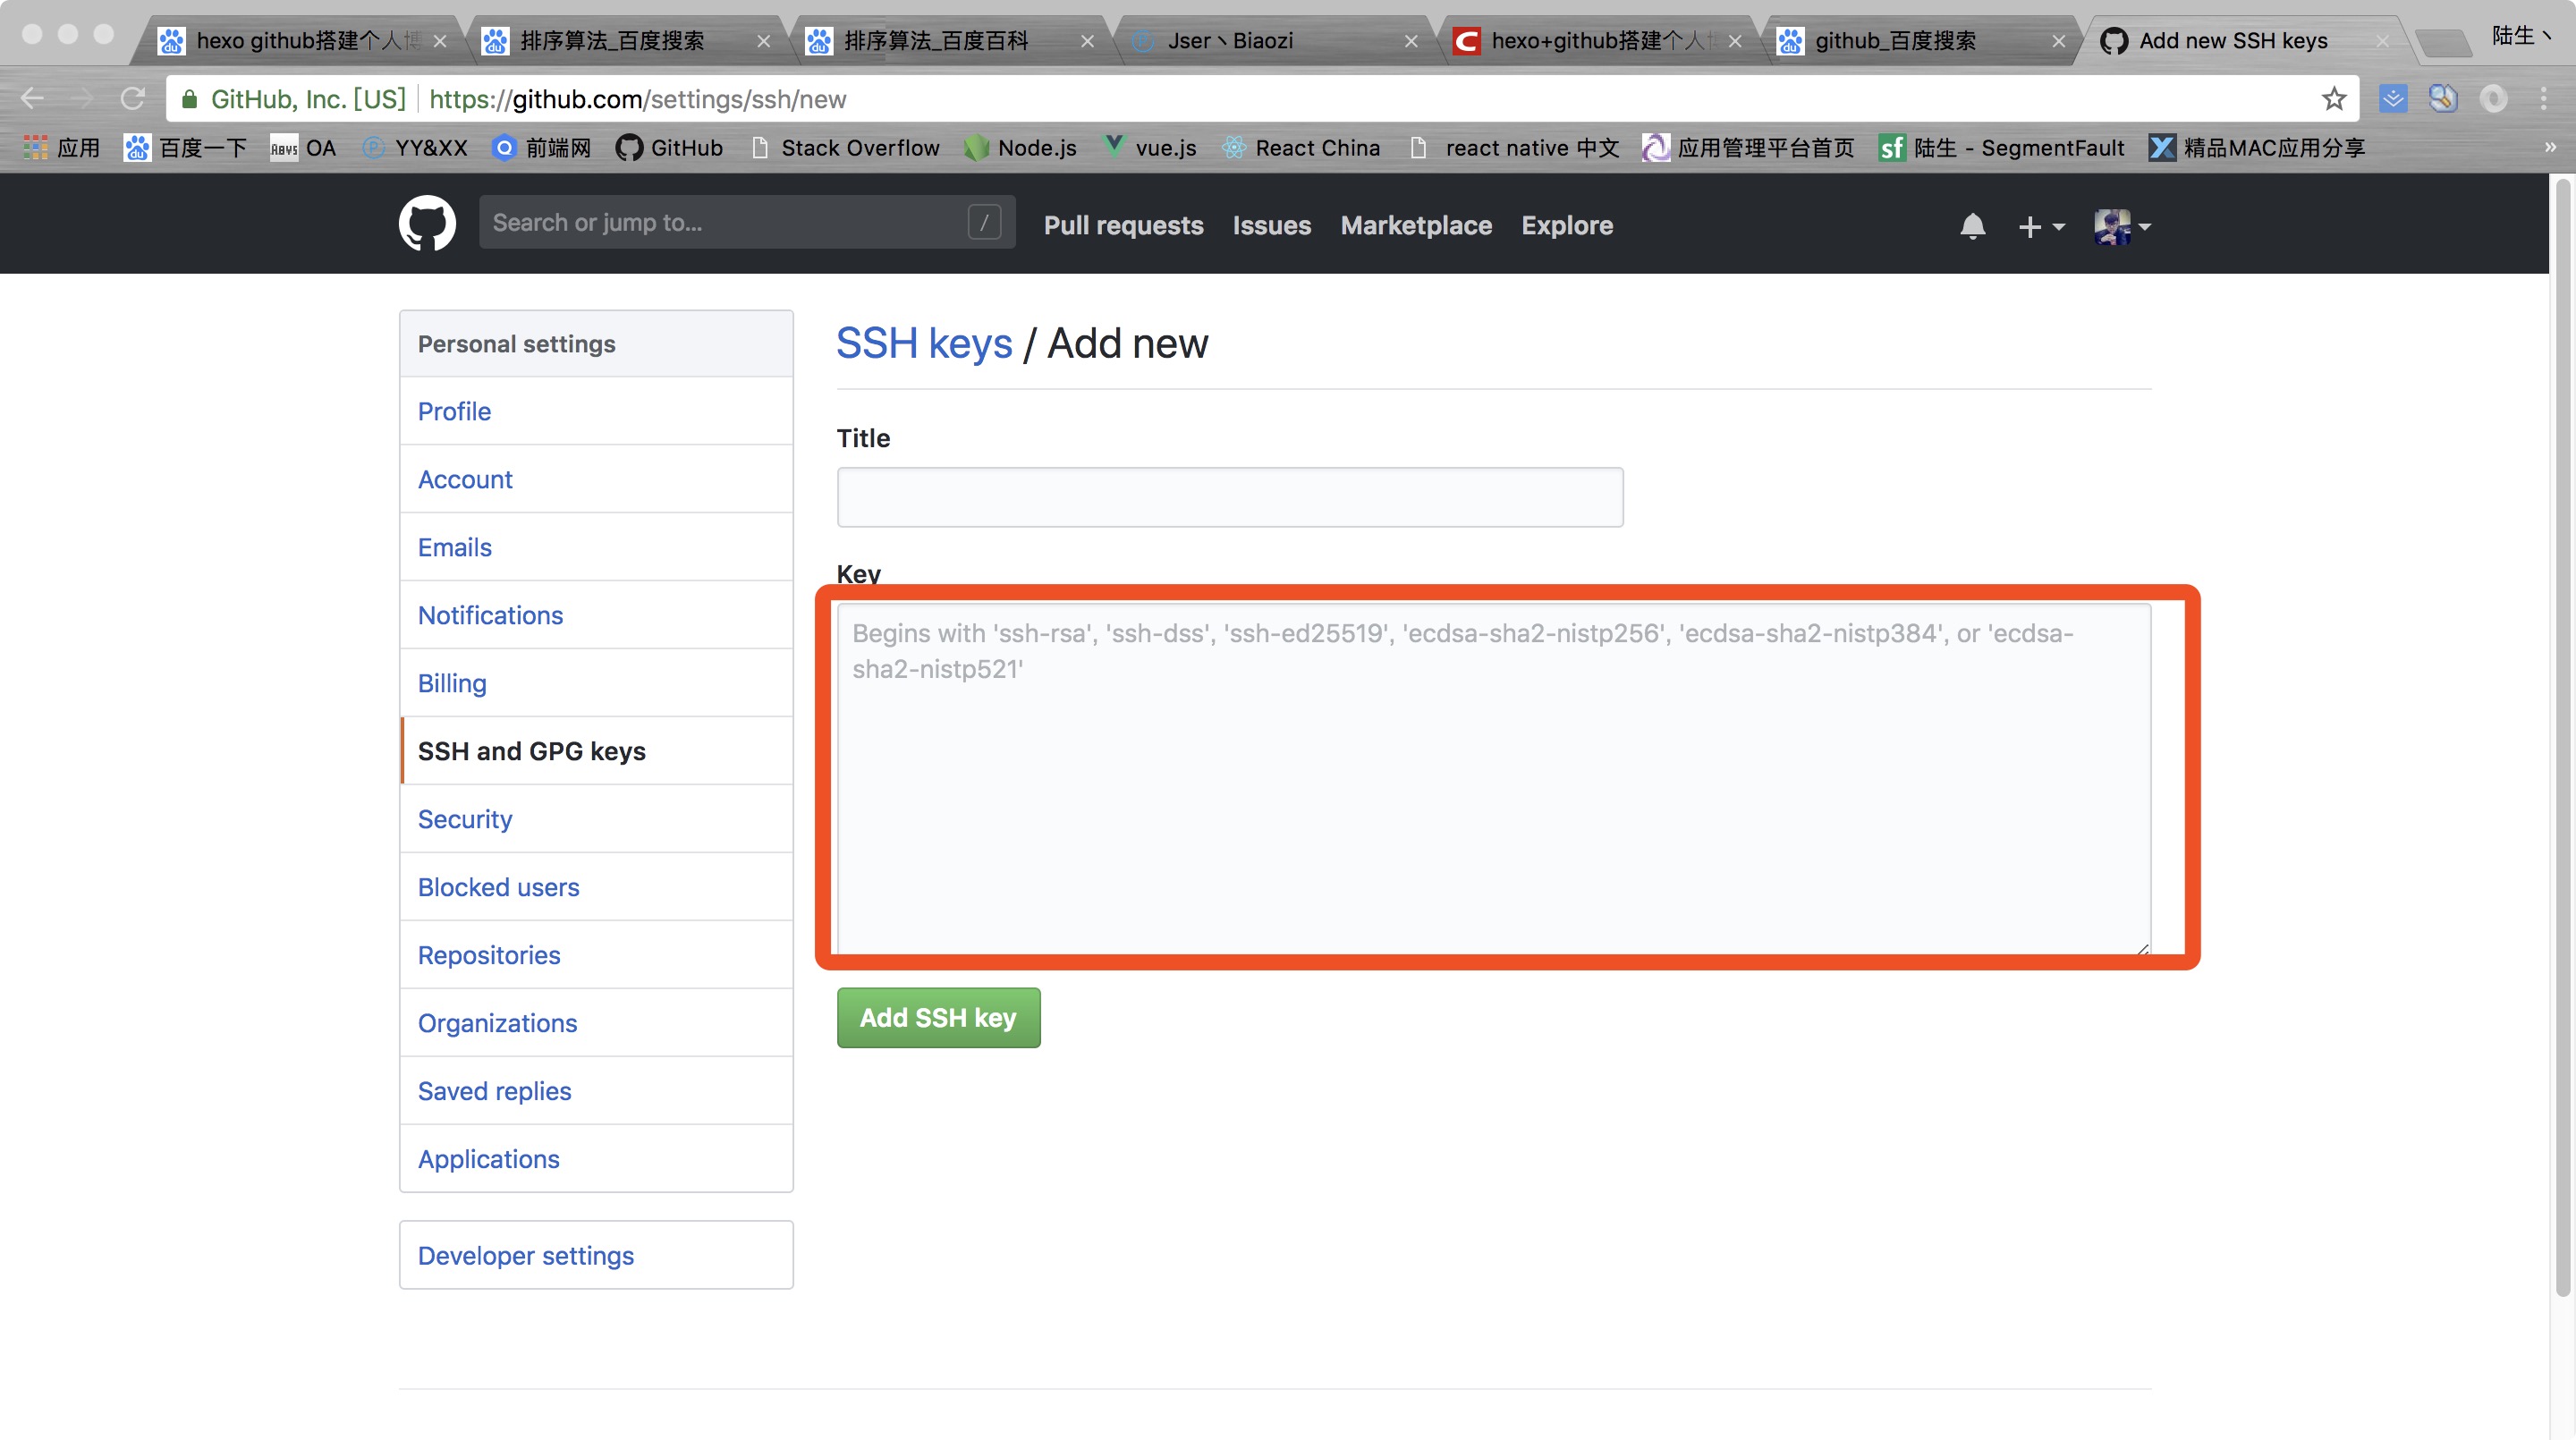 hexo github搭建个人博
排序算法_百度搜索
排序算法_百度百科
Jser丶Biaozi
hexo+github搭建个人
github_百度搜索
Add new SSH keys
陆生丶
GitHub, Inc. [US] https://github.com/settings/ssh/new
应用 百度一下 OA YY&XX 前端网 GitHub Stack Overflow Node.js vue.js React China react native 中文 应用管理平台首页 sf 陆生 - SegmentFault 精品MAC应用分享 »
Search or jump to... / Pull requests Issues Marketplace Explore
Personal settings
Profile
Account
Emails
Notifications
Billing
SSH and GPG keys
Security
Blocked users
Repositories
Organizations
Saved replies
Applications
Developer settings
SSH keys / Add new
Title
Key
Begins with 'ssh-rsa', 'ssh-dss', 'ssh-ed25519', 'ecdsa-sha2-nistp256', 'ecdsa-sha2-nistp384', or 'ecdsa-
sha2-nistp521'
Add SSH key